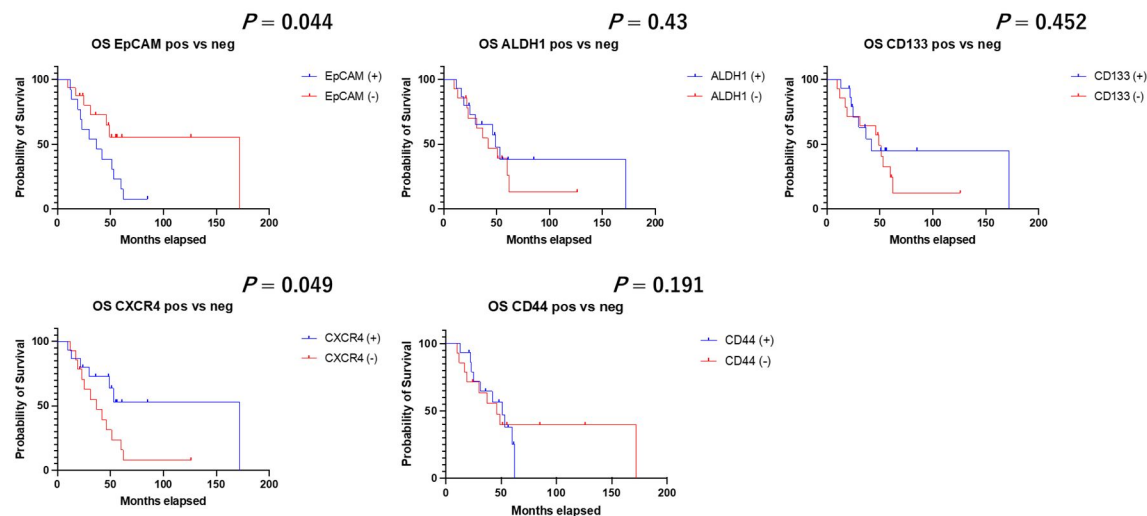 P = 0.044
OS EpCAM pos vs neg
EpCAM (+)
EpCAM (-)
Probability of Survival
100
50
0
0 50 100 150 200
Months elapsed
P = 0.43
OS ALDH1 pos vs neg
ALDH1 (+)
ALDH1 (-)
Probability of Survival
100
50
0
0 50 100 150 200
Months elapsed
P = 0.452
OS CD133 pos vs neg
CD133 (+)
CD133 (-)
Probability of Survival
100
50
0
0 50 100 150 200
Months elapsed
P = 0.049
OS CXCR4 pos vs neg
CXCR4 (+)
CXCR4 (-)
Probability of Survival
100
50
0
0 50 100 150 200
Months elapsed
P = 0.191
OS CD44 pos vs neg
CD44 (+)
CD44 (-)
Probability of Survival
100
50
0
0 50 100 150 200
Months elapsed